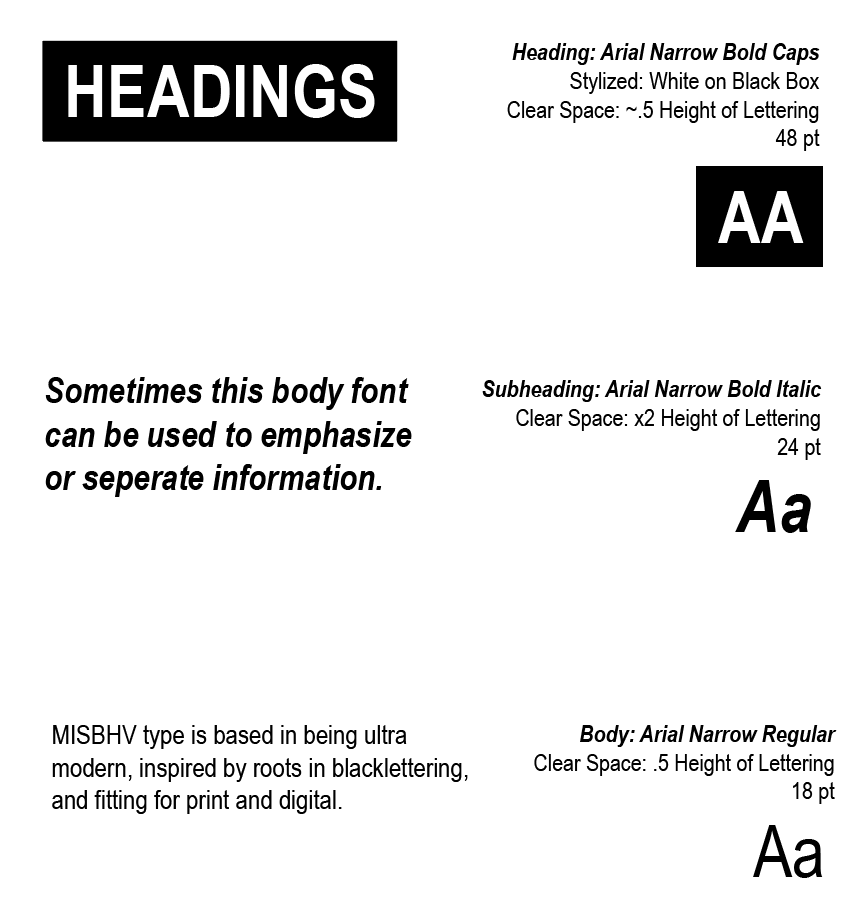 HEADINGS
Heading: Arial Narrow Bold Caps
Stylized: White on Black Box
Clear Space: ~.5 Height of Lettering
48 pt
AA
Sometimes this body font
can be used to emphasize
or seperate information.
Subheading: Arial Narrow Bold Italic
Clear Space: x2 Height of Lettering
24 pt
Aa
MISBHV type is based in being ultra
modern, inspired by roots in blacklettering,
and fitting for print and digital.
Body: Arial Narrow Regular
Clear Space: .5 Height of Lettering
18 pt
Aa